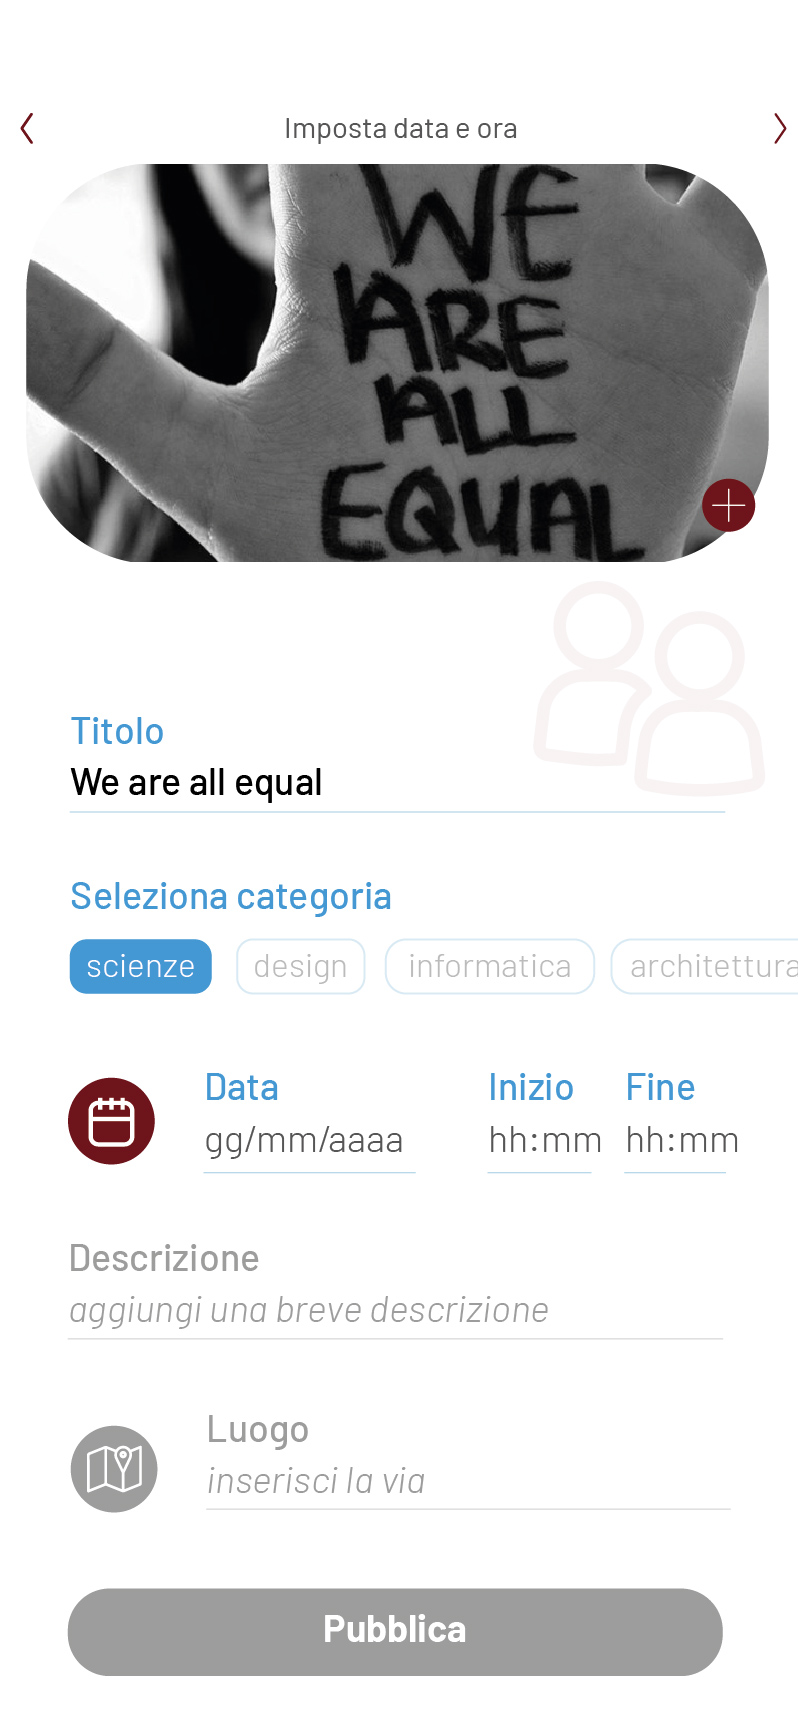 Imposta data e ora
WE
ARE
ALL
EQUAL
Titolo
We are all equal
Seleziona categoria
scienze design informatica architettura
Data Inizio Fine
gg/mm/aaaa hh:mm hh:mm
Descrizione
aggiungi una breve descrizione
Luogo
inserisci la via
Pubblica